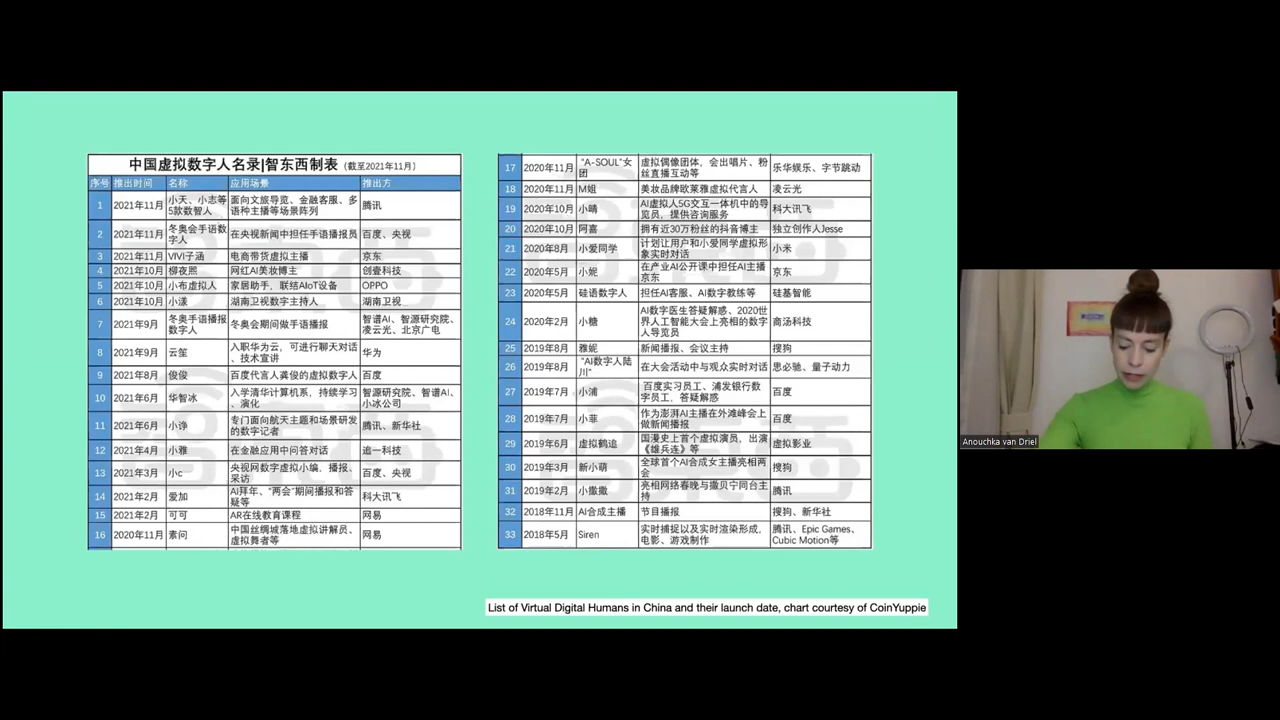 中国虚拟数字人名录|智东西制表 (截至2021年11月)
序号 推出时间 名称 应用场景 推出方
1 2021年11月 小天、小志等5款数智人 面向文旅导览、金融客服、多语种主播等场景阵列 腾讯
2 2021年11月 冬奥会手语数字人 在央视新闻中担任手语播报员 百度、央视
3 2021年11月 VIVI子涵 电商带货虚拟主播 京东
4 2021年10月 柳夜熙 网红AI美妆博主 创壹科技
5 2021年10月 小布虚拟人 家居助手，联结AIoT设备 OPPO
6 2021年10月 小漾 湖南卫视数字主持人 湖南卫视
7 2021年9月 冬奥手语播报数字人 冬奥会期间做手语播报 智谱AI、智源研究院、凌云光、北京广电
8 2021年9月 云笙 入职华为云，可进行聊天对话、技术宣讲 华为
9 2021年8月 俊俊 百度代言人龚俊的虚拟数字人 百度
10 2021年6月 华智冰 入学清华计算机系，持续学习、演化 智源研究院、智谱AI、小冰公司
11 2021年6月 小诤 专门面向航天主题和场景研发的数字记者 腾讯、新华社
12 2021年4月 小雅 在金融应用中问答对话 追一科技
13 2021年3月 小c 央视网数字虚拟小编，播报、采访 百度、央视
14 2021年2月 爱加 AI拜年、"两会"期间播报和答疑等 科大讯飞
15 2021年2月 可可 AR在线教育课程 网易
16 2020年11月 素问 中国丝绸城落地虚拟讲解员、虚拟舞者等 网易
17 2020年11月 "A-SOUL"女团 虚拟偶像团体，会出唱片、粉丝直播互动等 乐华娱乐、字节跳动
18 2020年11月 M姐 美妆品牌欧莱雅虚拟代言人 凌云光
19 2020年10月 小晴 AI虚拟人5G交互一体机中的导览员，提供咨询服务 科大讯飞
20 2020年10月 阿喜 拥有近30万粉丝的抖音博主 独立创作人Jesse
21 2020年8月 小爱同学 计划让用户和小爱同学虚拟形象实时对话 小米
22 2020年5月 小妮 在产业AI公开课中担任AI主播京东 京东
23 2020年5月 硅语数字人 担任AI客服、AI数字教练等 硅基智能
24 2020年2月 小糖 AI数字医生答疑解惑、2020世界人工智能大会上亮相的数字人导览员 商汤科技
25 2019年8月 雅妮 新闻播报、会议主持 搜狗
26 2019年8月 "AI数字人陆川" 在大会活动中与观众实时对话 思必驰、量子动力
27 2019年7月 小浦 百度实习员工、浦发银行数字员工，答疑解惑 百度
28 2019年7月 小菲 作为澎湃AI主播在外滩峰会上做新闻播报 百度
29 2019年6月 虚拟鹤追 国漫史上首个虚拟演员，出演《雄兵连》等 虚拟影业
30 2019年3月 新小萌 全球首个AI合成女主播亮相两会 搜狗
31 2019年2月 小撒撒 亮相网络春晚与撒贝宁同台主持 腾讯
32 2018年11月 AI合成主播 节目播报 搜狗、新华社
33 2018年5月 Siren 实时捕捉以及实时渲染形成，电影、游戏制作 腾讯、Epic Games、Cubic Motion等
List of Virtual Digital Humans in China and their launch date, chart courtesy of CoinYuppie
Anouchka van Driel